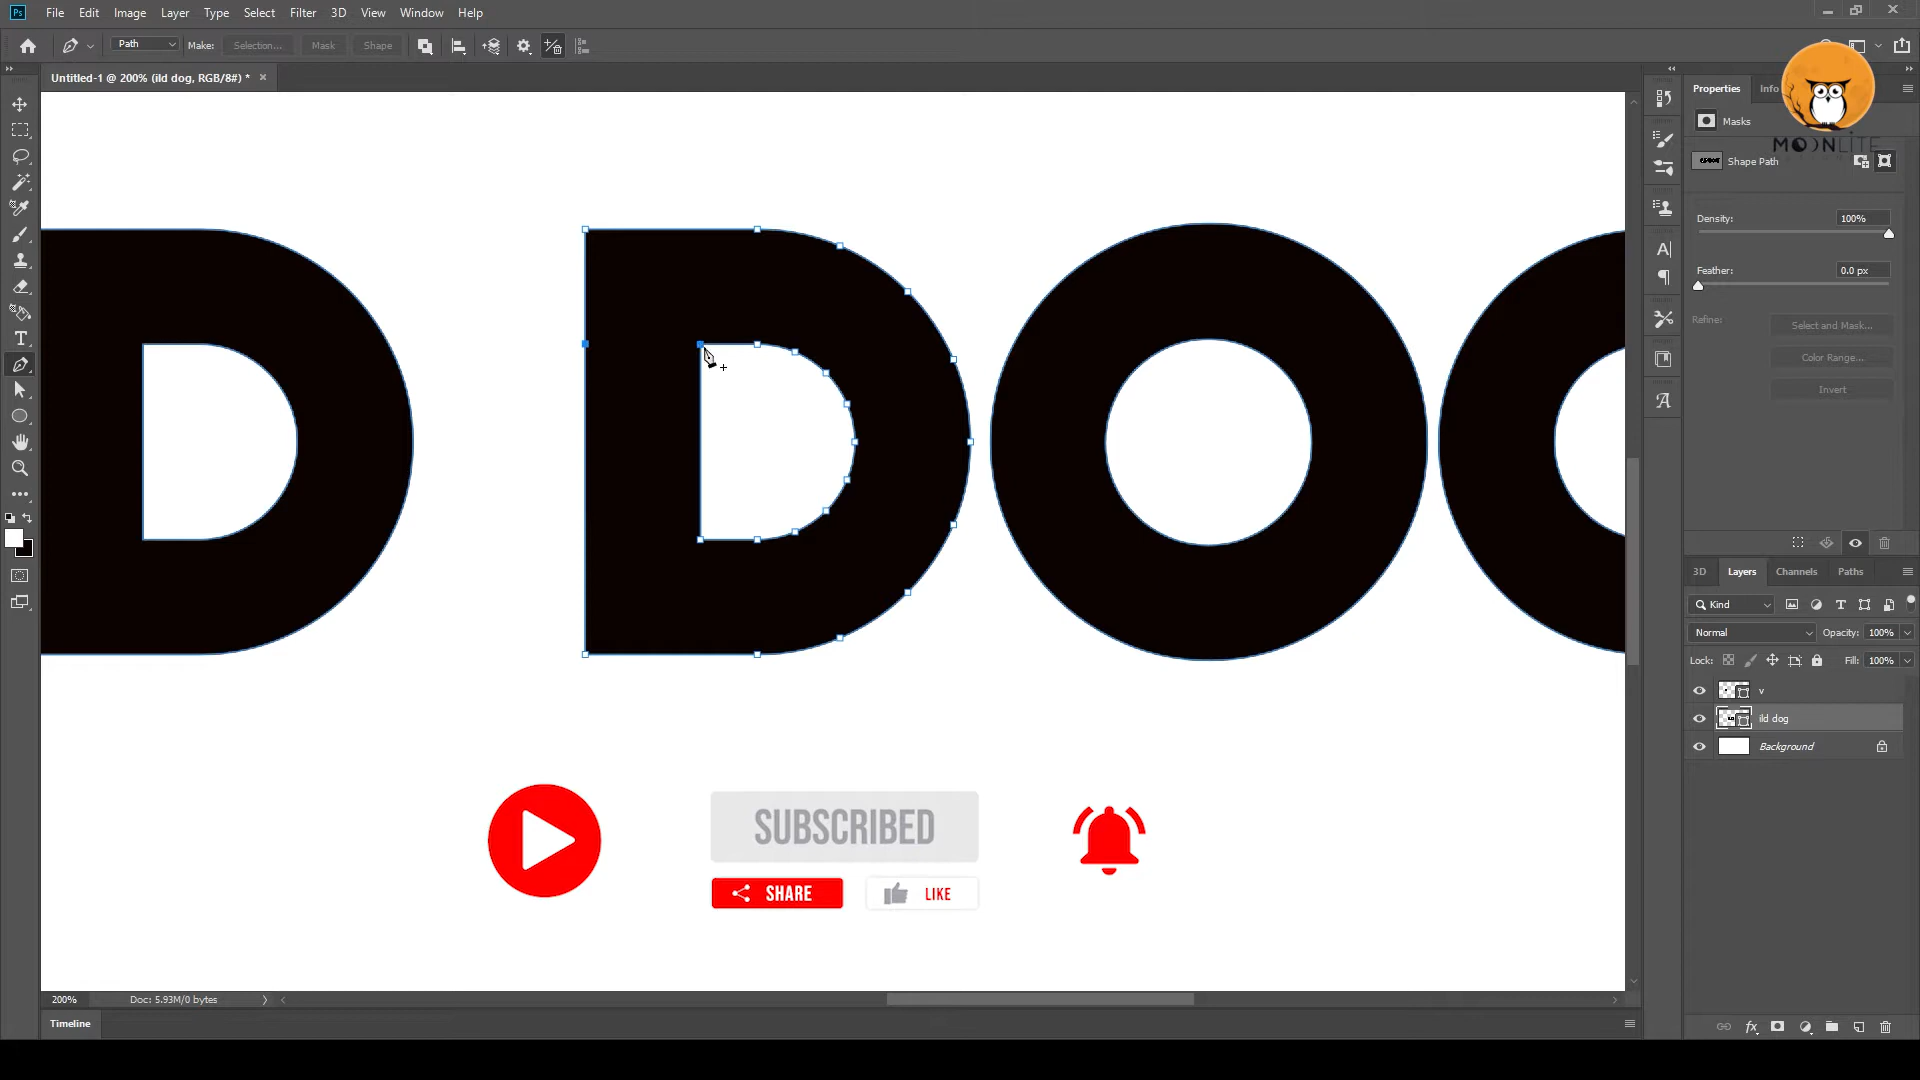 Ps File Edit Image Layer Type Select Filter 3D View Window Help
Path Make: Selection... Mask Shape
Untitled-1 @ 200% (ild dog, RGB/8#) *
Properties Info
Masks
MOONLITE
Shape Path
Density: 100%
Feather: 0.0 px
Refine: Select and Mask...
Color Range...
Invert
D DO
3D Layers Channels Paths
Kind
Normal Opacity: 100%
Lock: Fill: 100%
v
ild dog
Background
SUBSCRIBED
SHARE LIKE
200% Doc: 5.93M/0 bytes
Timeline